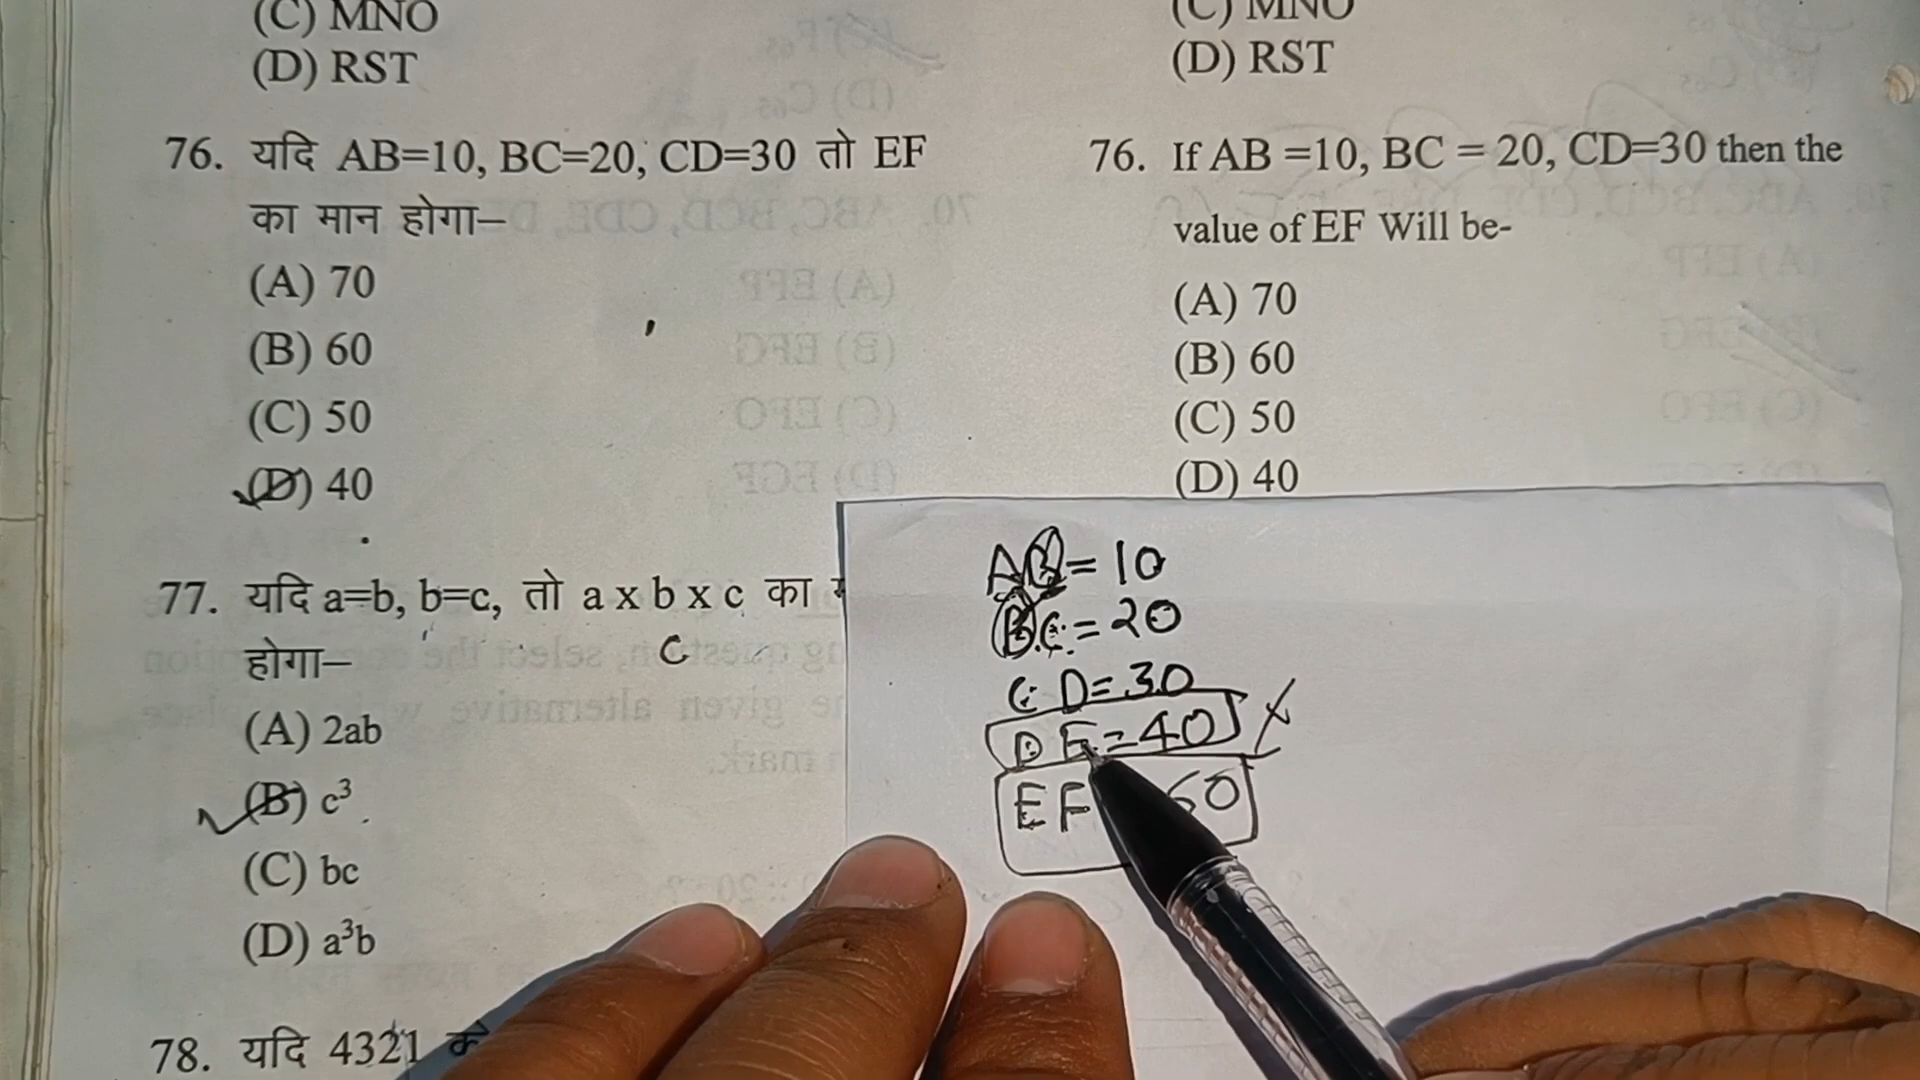 (C) MNO
(D) RST
76. यदि AB=10, BC=20, CD=30 तो EF
का मान होगा–
(A) 70
(B) 60
(C) 50
(D) 40
77. यदि a=b, b=c, तो a x b x c का
होगा–
c
(A) 2ab
(B) c³
(C) bc
(D) a³b
78. यदि 4321
(C) MNO
(D) RST
76. If AB =10, BC = 20, CD=30 then the
value of EF Will be-
(A) 70
(B) 60
(C) 50
(D) 40
AB = 10
BC = 20
CD = 30
DE = 40
EF